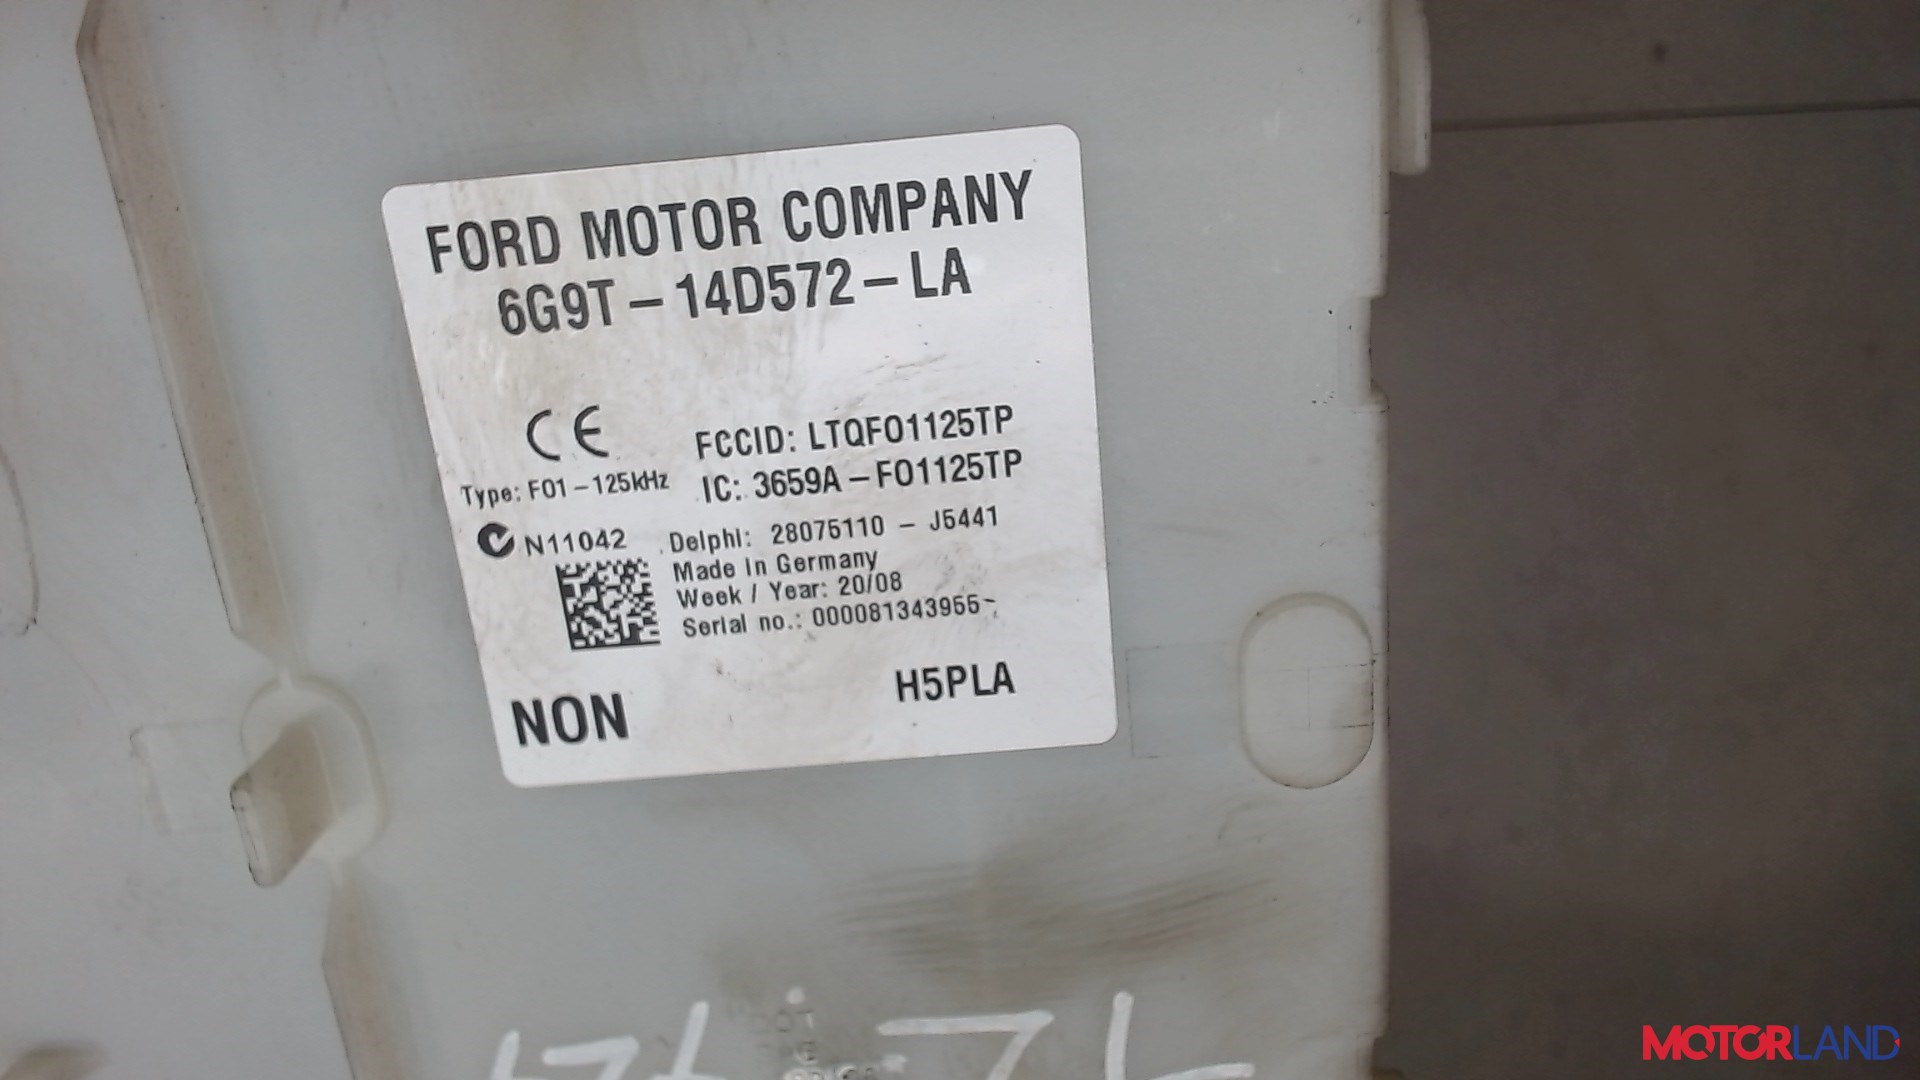 FORD MOTOR COMPANY
6G9T – 14D572 – LA
CE
FCCID: LTQFO1125TP
Type: F01 – 125kHz
IC: 3659A – FO1125TP
N11042
Delphi: 28075110 – J5441
Made in Germany
Week / Year: 20/08
Serial no.: 000081343955
NON
H5PLA
MOTORLAND